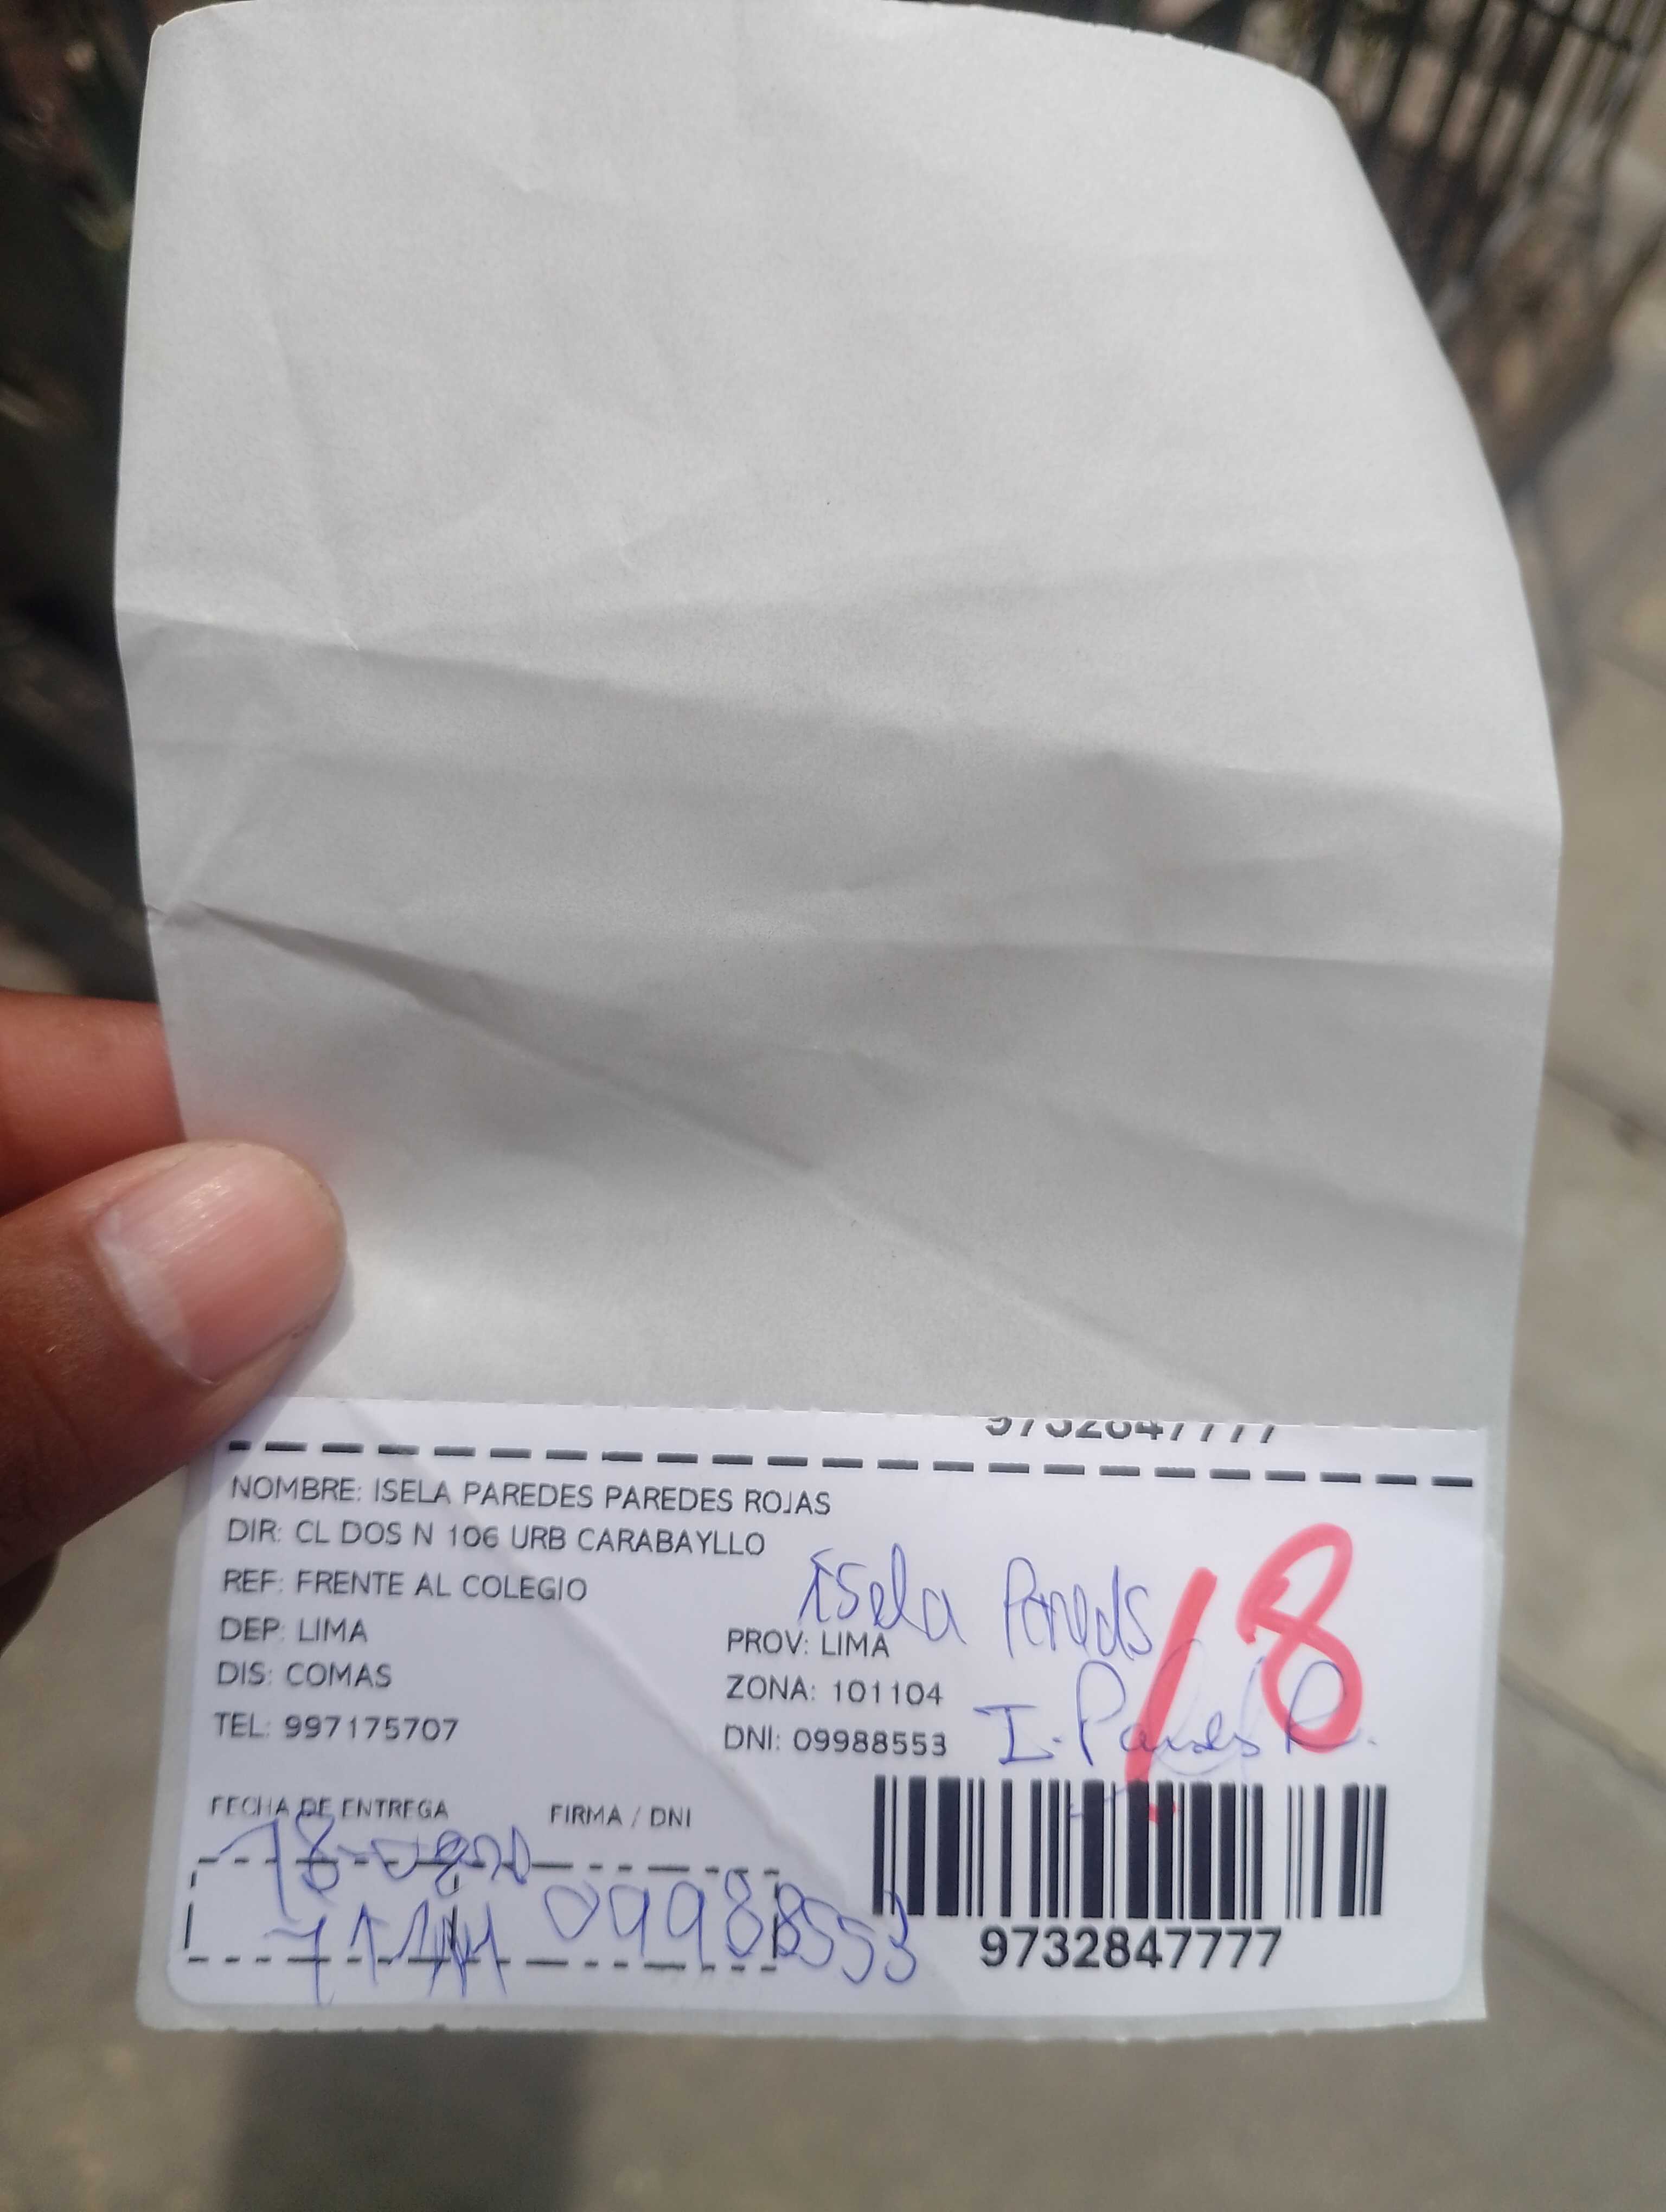 9732847777
NOMBRE: ISELA PAREDES PAREDES ROJAS
DIR: CL DOS N 106 URB CARABAYLLO
REF: FRENTE AL COLEGIO
Isela Paredes
18
DEP: LIMA PROV: LIMA
DIS: COMAS ZONA: 101104
TEL: 997175707 DNI: 09988553
I. Paredes R.
FECHA DE ENTREGA FIRMA / DNI
09988553
9732847777